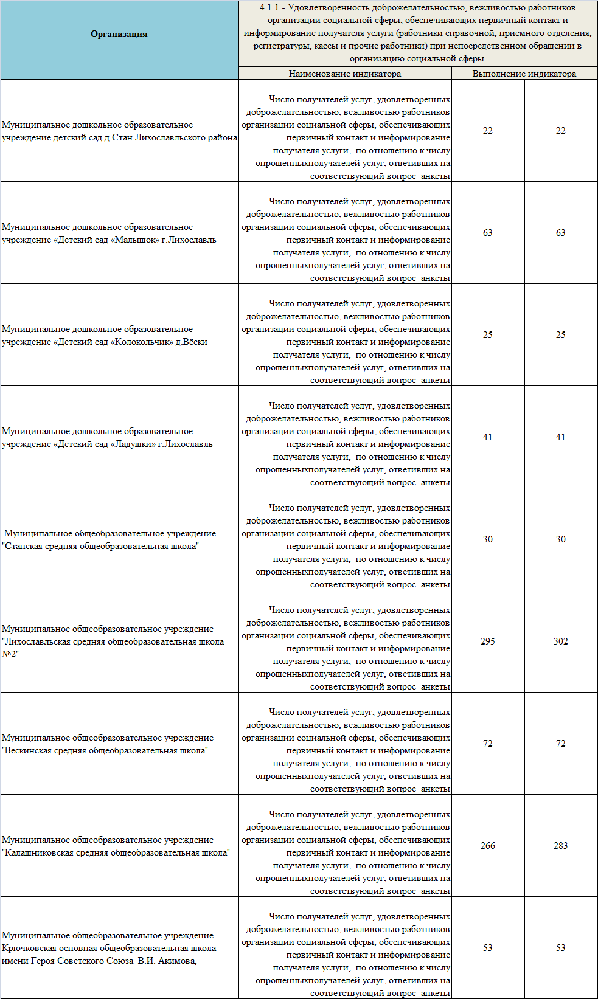 Организация
4.1.1 - Удовлетворенность доброжелательностью, вежливостью работников
организации социальной сферы, обеспечивающих первичный контакт и
информирование получателя услуги (работники справочной, приемного отделения,
регистратуры, кассы и прочие работники) при непосредственном обращении в
организацию социальной сферы.
Наименование индикатора
Выполнение индикатора
Муниципальное дошкольное образовательное
учреждение детский сад д.Стан Лихославльского района
Число получателей услуг, удовлетворенных
доброжелательностью, вежливостью работников
организации социальной сферы, обеспечивающих
первичный контакт и информирование
получателя услуги,  по отношению к числу
опрошенныхполучателей услуг, ответивших на
соответствующий вопрос  анкеты
22
22
Муниципальное дошкольное образовательное
учреждение «Детский сад «Малышок» г.Лихославль
Число получателей услуг, удовлетворенных
доброжелательностью, вежливостью работников
организации социальной сферы, обеспечивающих
первичный контакт и информирование
получателя услуги,  по отношению к числу
опрошенныхполучателей услуг, ответивших на
соответствующий вопрос  анкеты
63
63
Муниципальное дошкольное образовательное
учреждение «Детский сад «Колокольчик» д.Вёски
Число получателей услуг, удовлетворенных
доброжелательностью, вежливостью работников
организации социальной сферы, обеспечивающих
первичный контакт и информирование
получателя услуги,  по отношению к числу
опрошенныхполучателей услуг, ответивших на
соответствующий вопрос  анкеты
25
25
Муниципальное дошкольное образовательное
учреждение «Детский сад «Ладушки» г.Лихославль
Число получателей услуг, удовлетворенных
доброжелательностью, вежливостью работников
организации социальной сферы, обеспечивающих
первичный контакт и информирование
получателя услуги,  по отношению к числу
опрошенныхполучателей услуг, ответивших на
соответствующий вопрос  анкеты
41
41
Муниципальное общеобразовательное учреждение
"Станская средняя общеобразовательная школа"
Число получателей услуг, удовлетворенных
доброжелательностью, вежливостью работников
организации социальной сферы, обеспечивающих
первичный контакт и информирование
получателя услуги,  по отношению к числу
опрошенныхполучателей услуг, ответивших на
соответствующий вопрос  анкеты
30
30
Муниципальное общеобразовательное учреждение
"Лихославльская средняя общеобразовательная школа
№2"
Число получателей услуг, удовлетворенных
доброжелательностью, вежливостью работников
организации социальной сферы, обеспечивающих
первичный контакт и информирование
получателя услуги,  по отношению к числу
опрошенныхполучателей услуг, ответивших на
соответствующий вопрос  анкеты
295
302
Муниципальное общеобразовательное учреждение
"Вёскинская средняя общеобразовательная школа"
Число получателей услуг, удовлетворенных
доброжелательностью, вежливостью работников
организации социальной сферы, обеспечивающих
первичный контакт и информирование
получателя услуги,  по отношению к числу
опрошенныхполучателей услуг, ответивших на
соответствующий вопрос  анкеты
72
72
Муниципальное общеобразовательное учреждение
"Калашниковская средняя общеобразовательная школа"
Число получателей услуг, удовлетворенных
доброжелательностью, вежливостью работников
организации социальной сферы, обеспечивающих
первичный контакт и информирование
получателя услуги,  по отношению к числу
опрошенныхполучателей услуг, ответивших на
соответствующий вопрос  анкеты
266
283
Муниципальное общеобразовательное учреждение
Крючковская основная общеобразовательная школа
имени Героя Советского Союза  В.И. Акимова,
Число получателей услуг, удовлетворенных
доброжелательностью, вежливостью работников
организации социальной сферы, обеспечивающих
первичный контакт и информирование
получателя услуги,  по отношению к числу
опрошенныхполучателей услуг, ответивших на
соответствующий вопрос  анкеты
53
53